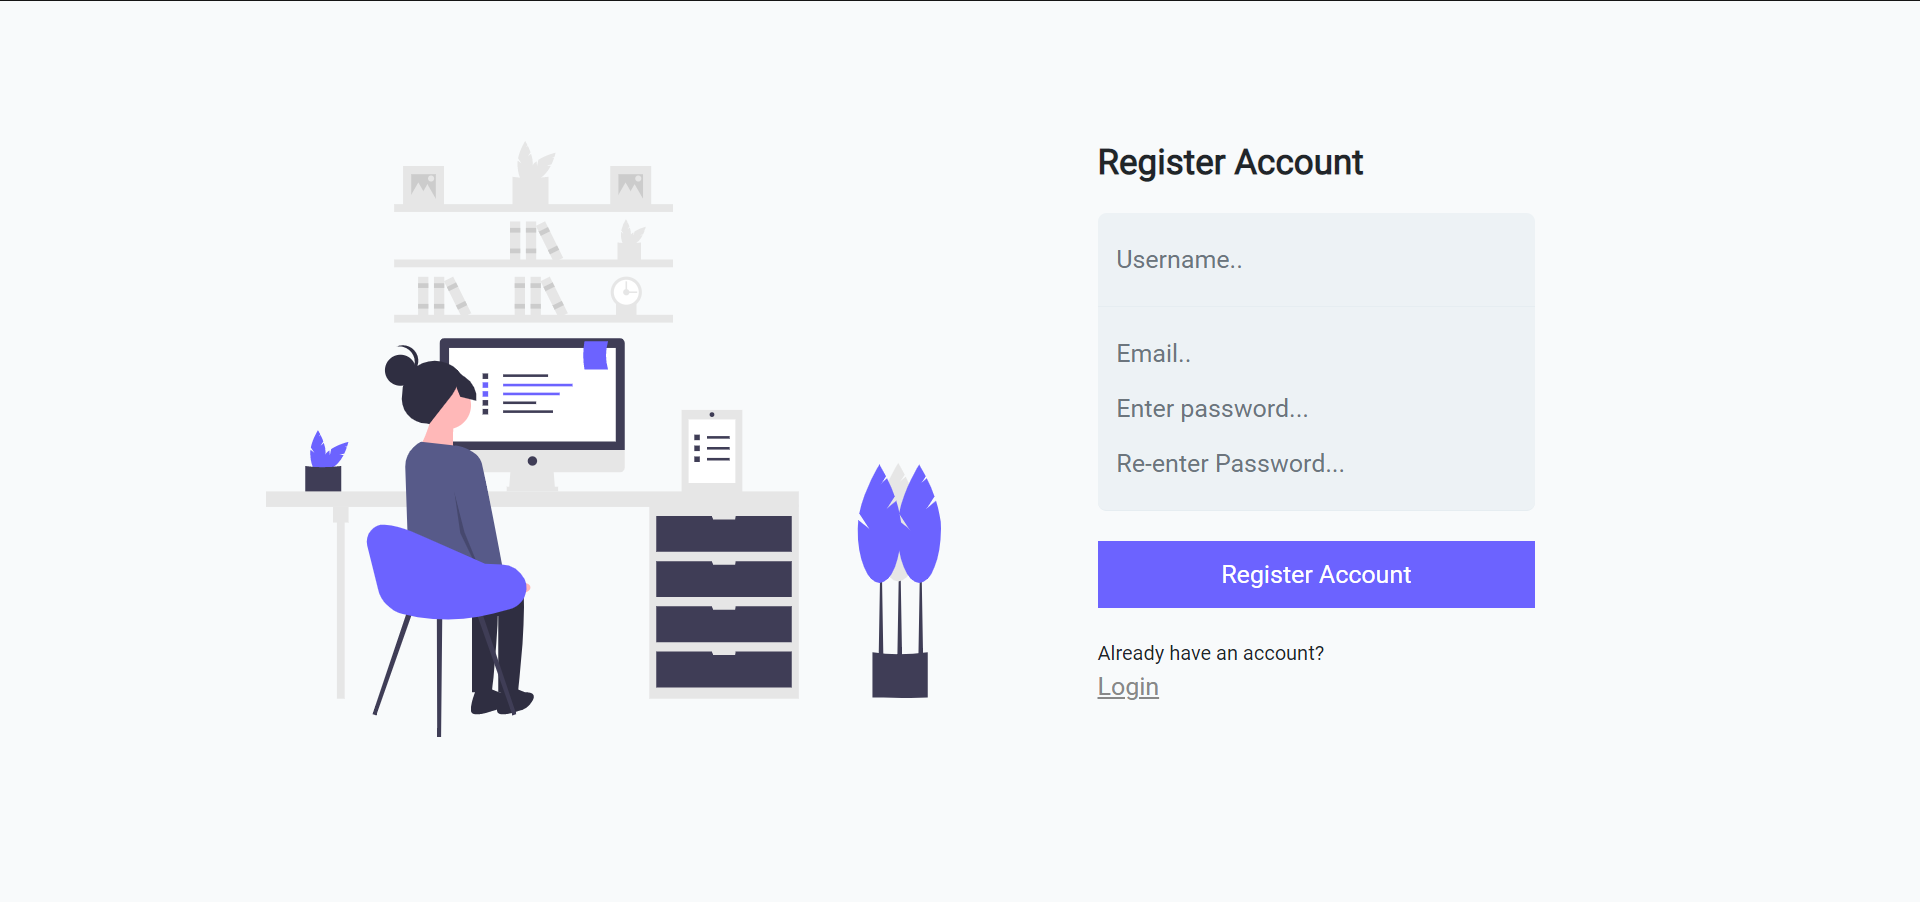 Register Account
Username..
Email..
Enter password...
Re-enter Password...
Register Account
Already have an account?
Login